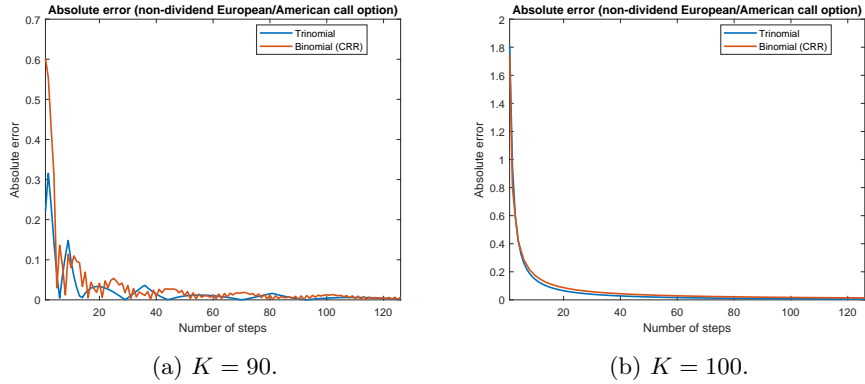 Absolute error (non-dividend European/American call option)
0.7
0.6
0.5
0.4
0.3
0.2
0.1
0
Absolute error
Trinomial
Binomial (CRR)
20 40 60 80 100 120
Number of steps
(a) K = 90.
Absolute error (non-dividend European/American call option)
2
1.8
1.6
1.4
1.2
1
0.8
0.6
0.4
0.2
0
Absolute error
Trinomial
Binomial (CRR)
20 40 60 80 100 120
Number of steps
(b) K = 100.